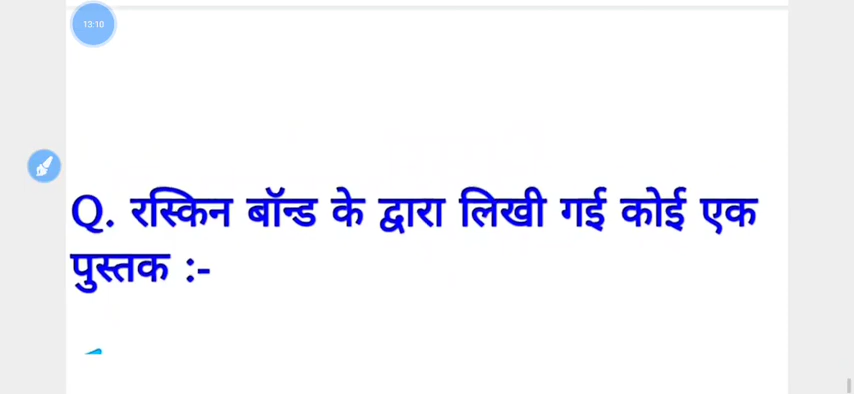 13:10
Q. रस्किन बॉन्ड के द्वारा लिखी गई कोई एक
पुस्तक :-